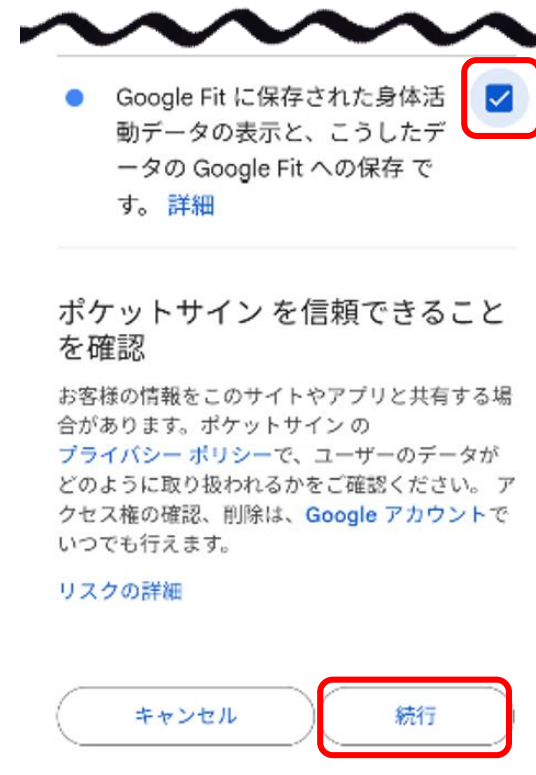 Google Fit に保存された身体活
動データの表示と、こうしたデ
ータの Google Fit への保存 で
す。 詳細
ポケットサイン を信頼できること
を確認
お客様の情報をこのサイトやアプリと共有する場
合があります。ポケットサイン の
プライバシー ポリシーで、ユーザーのデータが
どのように取り扱われるかをご確認ください。 ア
クセス権の確認、削除は、Google アカウントで
いつでも行えます。
リスクの詳細
キャンセル
続行